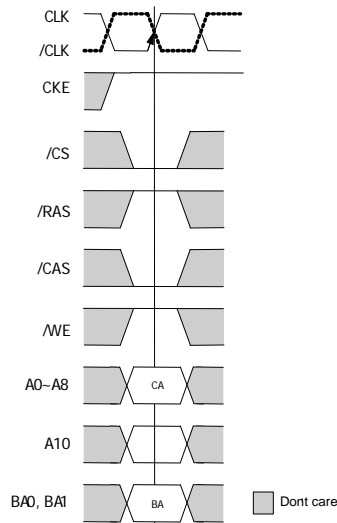 CLK
/CLK
CKE
/CS
/RAS
/CAS
/WE
A0~A8
CA
A10
BA0, BA1
BA
Dont care